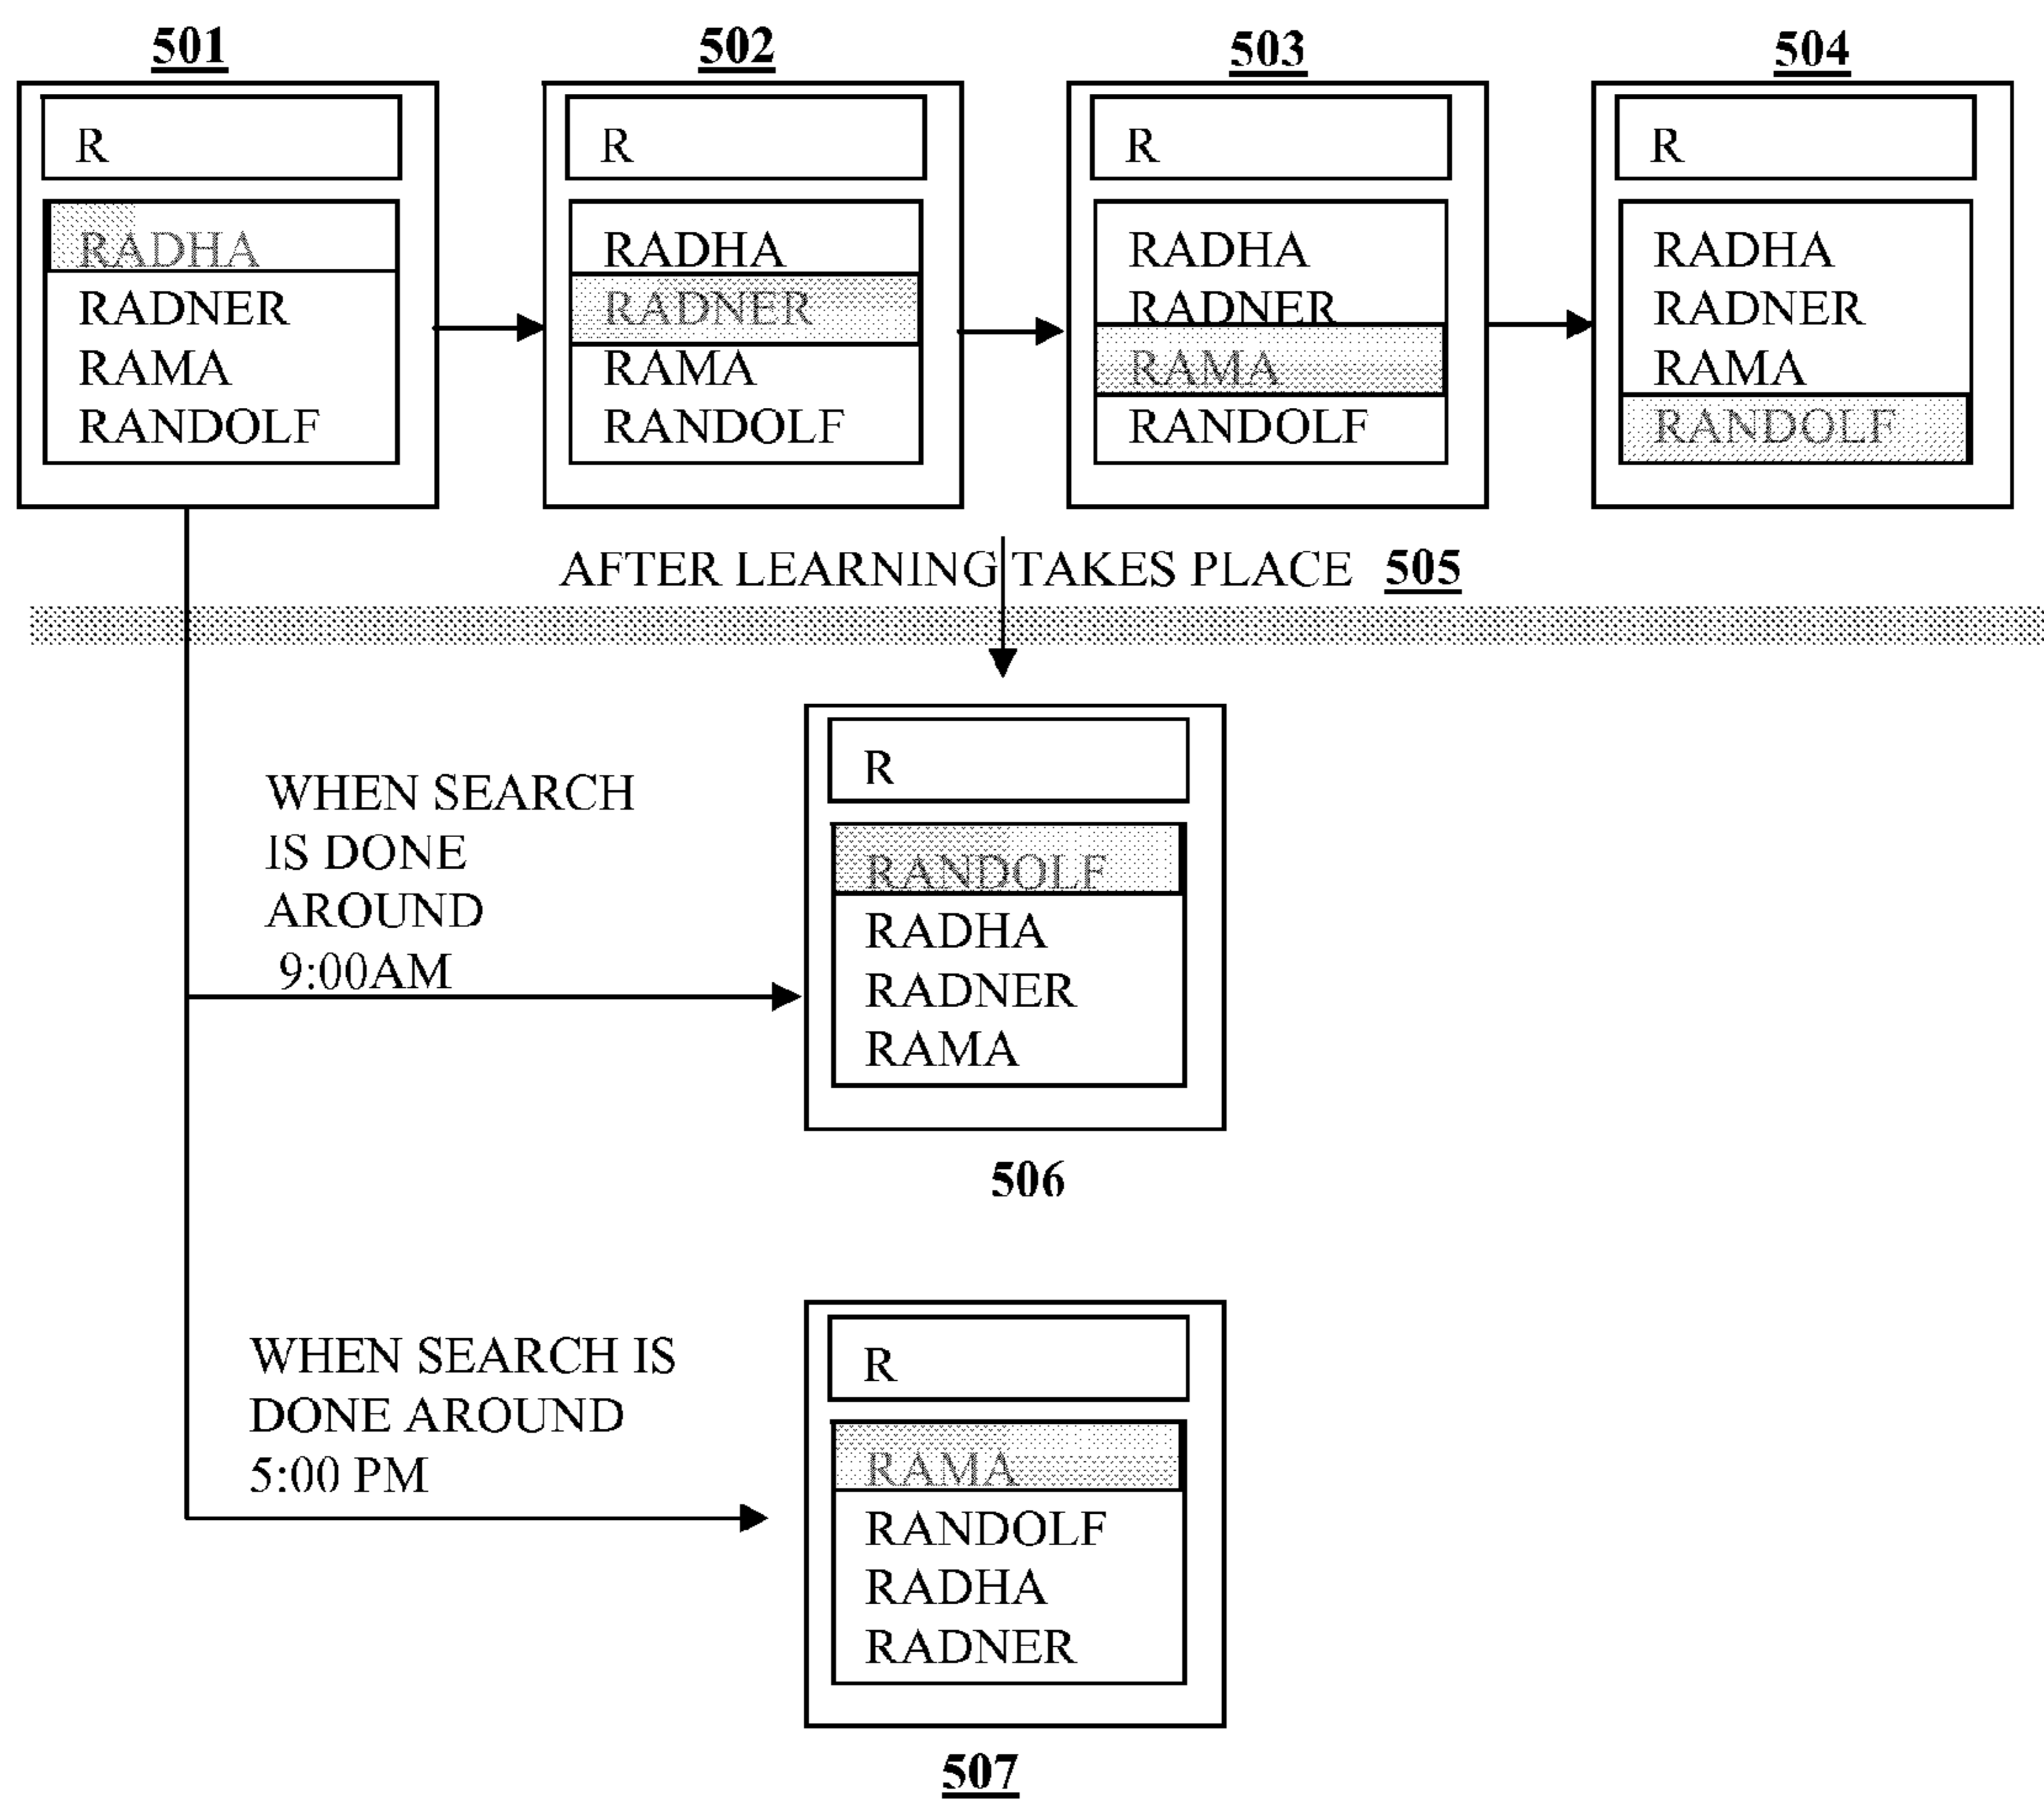 501
R
RADHA
RADNER
RAMA
RANDOLF
502
R
RADHA
RADNER
RAMA
RANDOLF
503
R
RADHA
RADNER
RAMA
RANDOLF
504
R
RADHA
RADNER
RAMA
RANDOLF
AFTER LEARNING TAKES PLACE 505
WHEN SEARCH
IS DONE
AROUND
9:00AM
R
RANDOLF
RADHA
RADNER
RAMA
506
WHEN SEARCH IS
DONE AROUND
5:00 PM
R
RAMA
RANDOLF
RADHA
RADNER
507